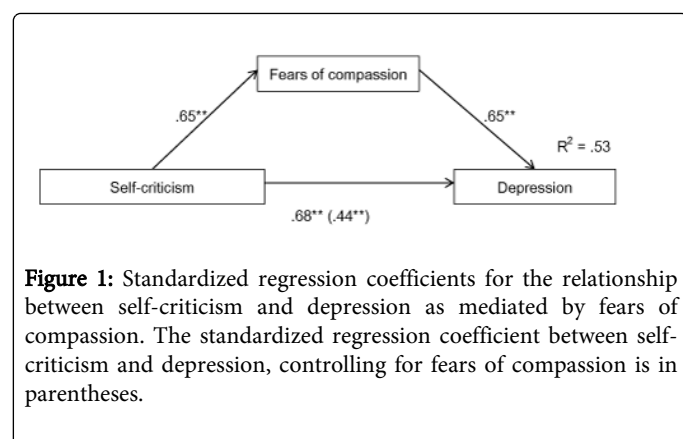 Fears of compassion
.65**
.65**
R² = .53
Self-criticism
Depression
.68** (.44**)
Figure 1: Standardized regression coefficients for the relationship
between self-criticism and depression as mediated by fears of
compassion. The standardized regression coefficient between self-
criticism and depression, controlling for fears of compassion is in
parentheses.